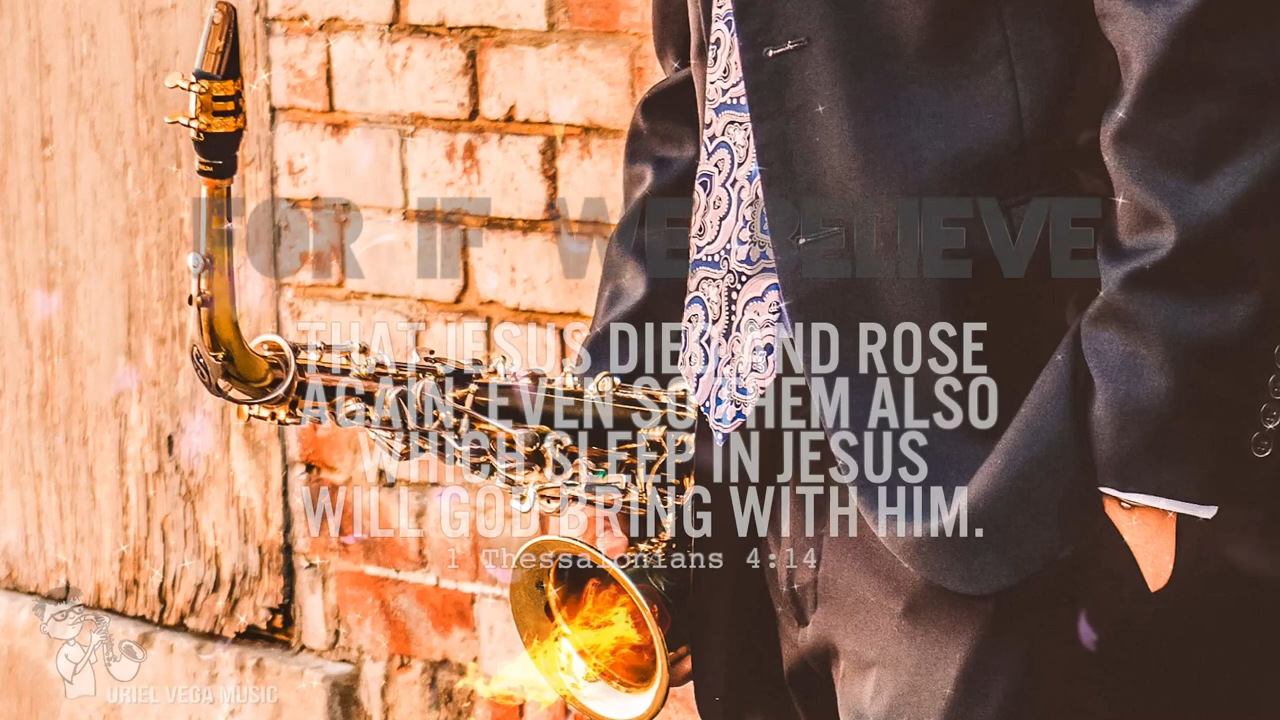 FOR IF WE BELIEVE
THAT JESUS DIED AND ROSE
AGAIN, EVEN SO THEM ALSO
WHICH SLEEP IN JESUS
WILL GOD BRING WITH HIM.
1 Thessalonians 4:14
URIEL VEGA MUSIC